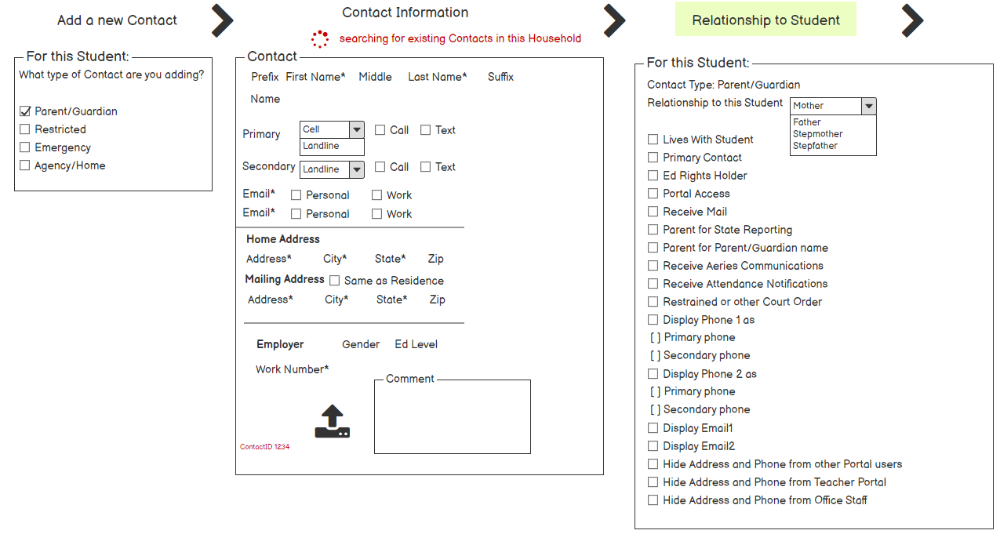 Add a new Contact
Contact Information
Relationship to Student
searching for existing Contacts in this Household
For this Student:
What type of Contact are you adding?
Parent/Guardian
Restricted
Emergency
Agency/Home
Contact
Prefix First Name* Middle Last Name* Suffix
Name
Primary Cell Call Text
Landline
Secondary Landline Call Text
Email* Personal Work
Email* Personal Work
Home Address
Address* City* State* Zip
Mailing Address Same as Residence
Address* City* State* Zip
Employer Gender Ed Level
Work Number*
Comment
ContactID 1234
For this Student:
Contact Type: Parent/Guardian
Relationship to this Student Mother
Father
Stepmother
Stepfather
Lives With Student
Primary Contact
Ed Rights Holder
Portal Access
Receive Mail
Parent for State Reporting
Parent for Parent/Guardian name
Receive Aeries Communications
Receive Attendance Notifications
Restrained or other Court Order
Display Phone 1 as
[ ] Primary phone
[ ] Secondary phone
Display Phone 2 as
[ ] Primary phone
[ ] Secondary phone
Display Email1
Display Email2
Hide Address and Phone from other Portal users
Hide Address and Phone from Teacher Portal
Hide Address and Phone from Office Staff